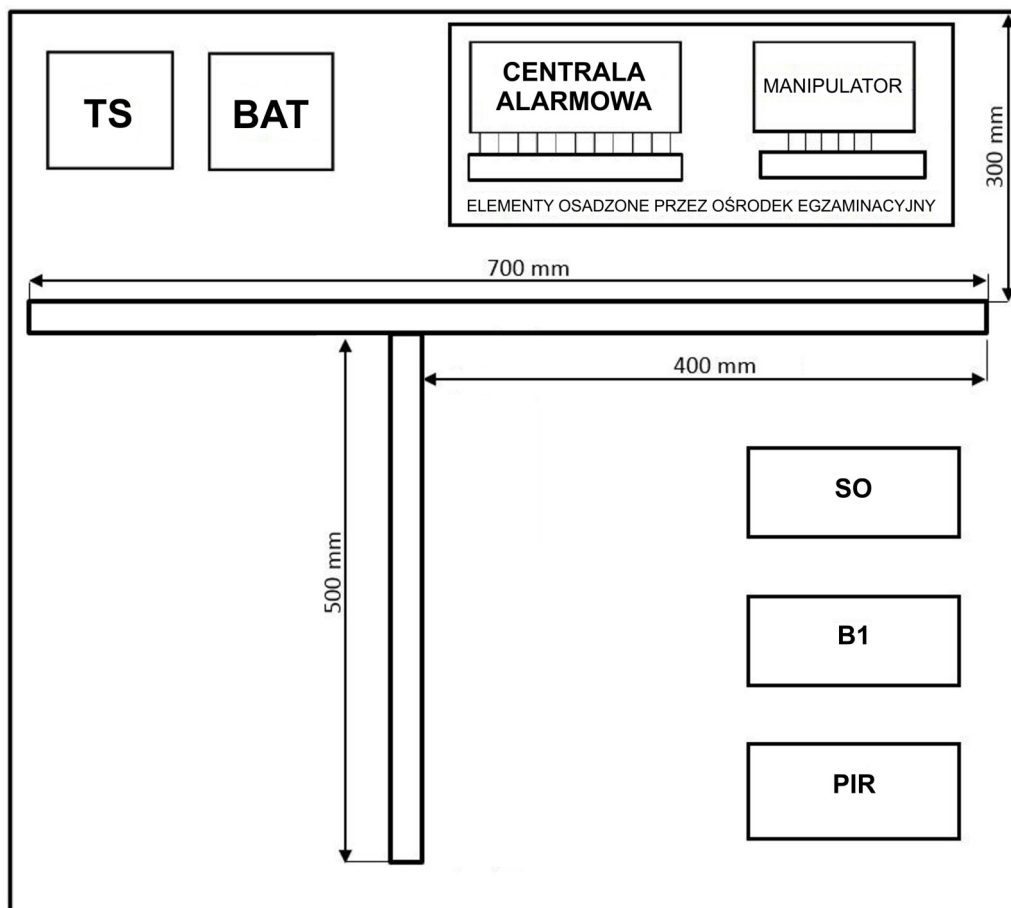 TS
BAT
CENTRALA
ALARMOWA
MANIPULATOR
ELEMENTY OSADZONE PRZEZ OŚRODEK EGZAMINACYJNY
300 mm
700 mm
400 mm
500 mm
SO
B1
PIR